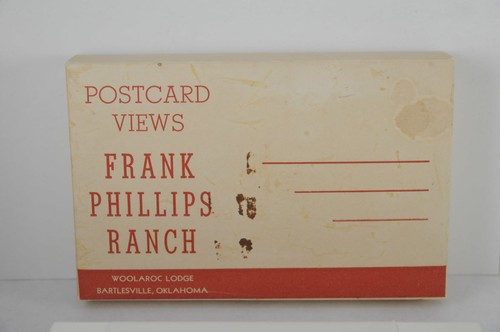 POSTCARD
VIEWS
FRANK
PHILLIPS
RANCH
WOOLAROC LODGE
BARTLESVILLE, OKLAHOMA